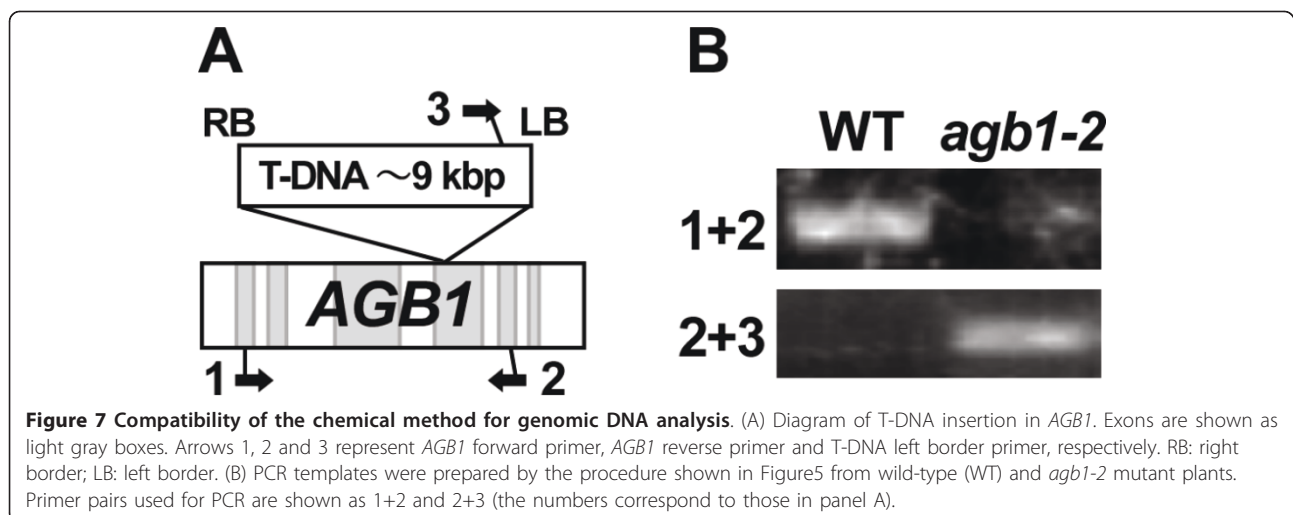 A
B
3
RB
LB
T-DNA ~9 kbp
AGB1
1
2
WT agb1-2
1+2
2+3
Figure 7 Compatibility of the chemical method for genomic DNA analysis. (A) Diagram of T-DNA insertion in AGB1. Exons are shown as
light gray boxes. Arrows 1, 2 and 3 represent AGB1 forward primer, AGB1 reverse primer and T-DNA left border primer, respectively. RB: right
border; LB: left border. (B) PCR templates were prepared by the procedure shown in Figure5 from wild-type (WT) and agb1-2 mutant plants.
Primer pairs used for PCR are shown as 1+2 and 2+3 (the numbers correspond to those in panel A).